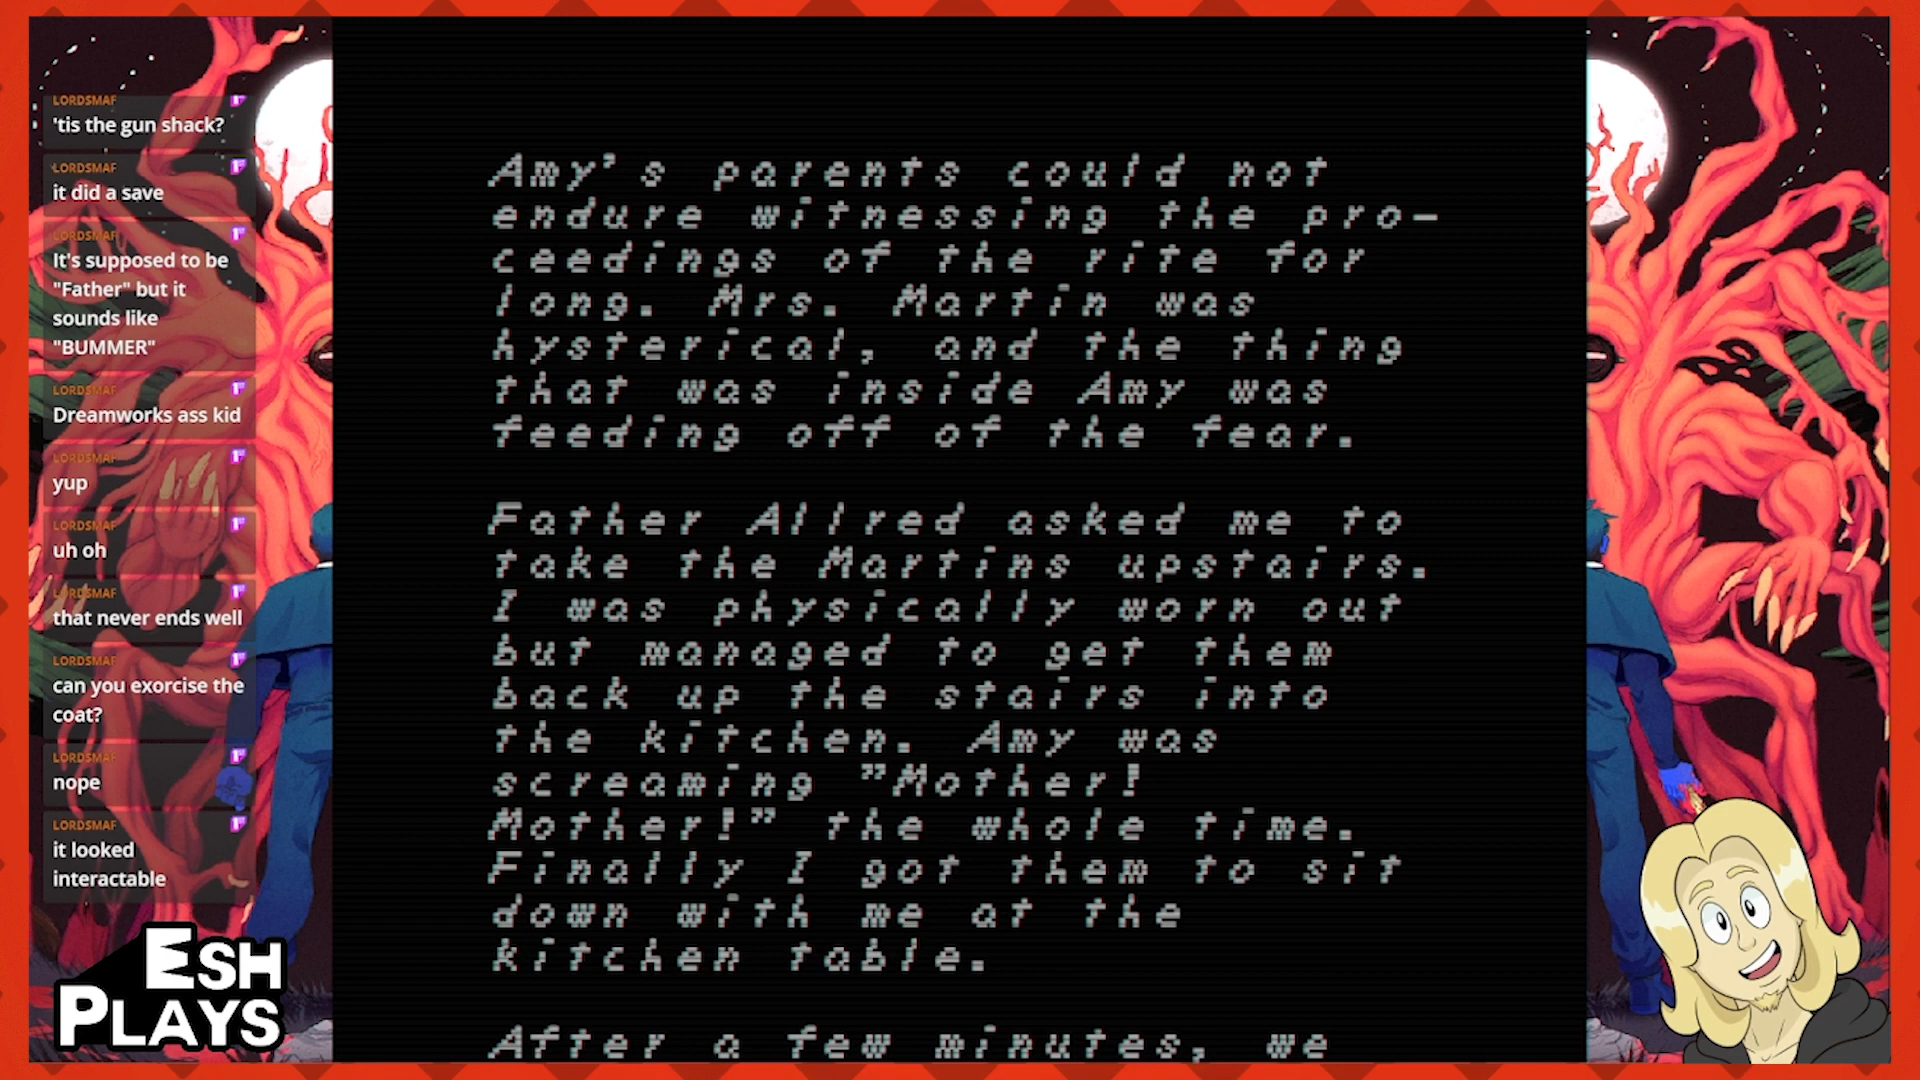 LORDSMAF
'tis the gun shack?
LORDSMAF
it did a save
LORDSMAF
It's supposed to be
"Father" but it
sounds like
"BUMMER"
LORDSMAF
Dreamworks ass kid
LORDSMAF
yup
LORDSMAF
uh oh
LORDSMAF
that never ends well
LORDSMAF
can you exorcise the
coat?
LORDSMAF
nope
LORDSMAF
it looked
interactable
ESH
PLAYS
Amy's parents could not
endure witnessing the pro-
ceedings of the rite for
long. Mrs. Martin was
hysterical, and the thing
that was inside Amy was
feeding off of the fear.
Father Allred asked me to
take the Martins upstairs.
I was physically worn out
but managed to get them
back up the stairs into
the kitchen. Amy was
screaming "Mother!
Mother!" the whole time.
Finally I got them to sit
down with me at the
kitchen table.
After a few minutes, we